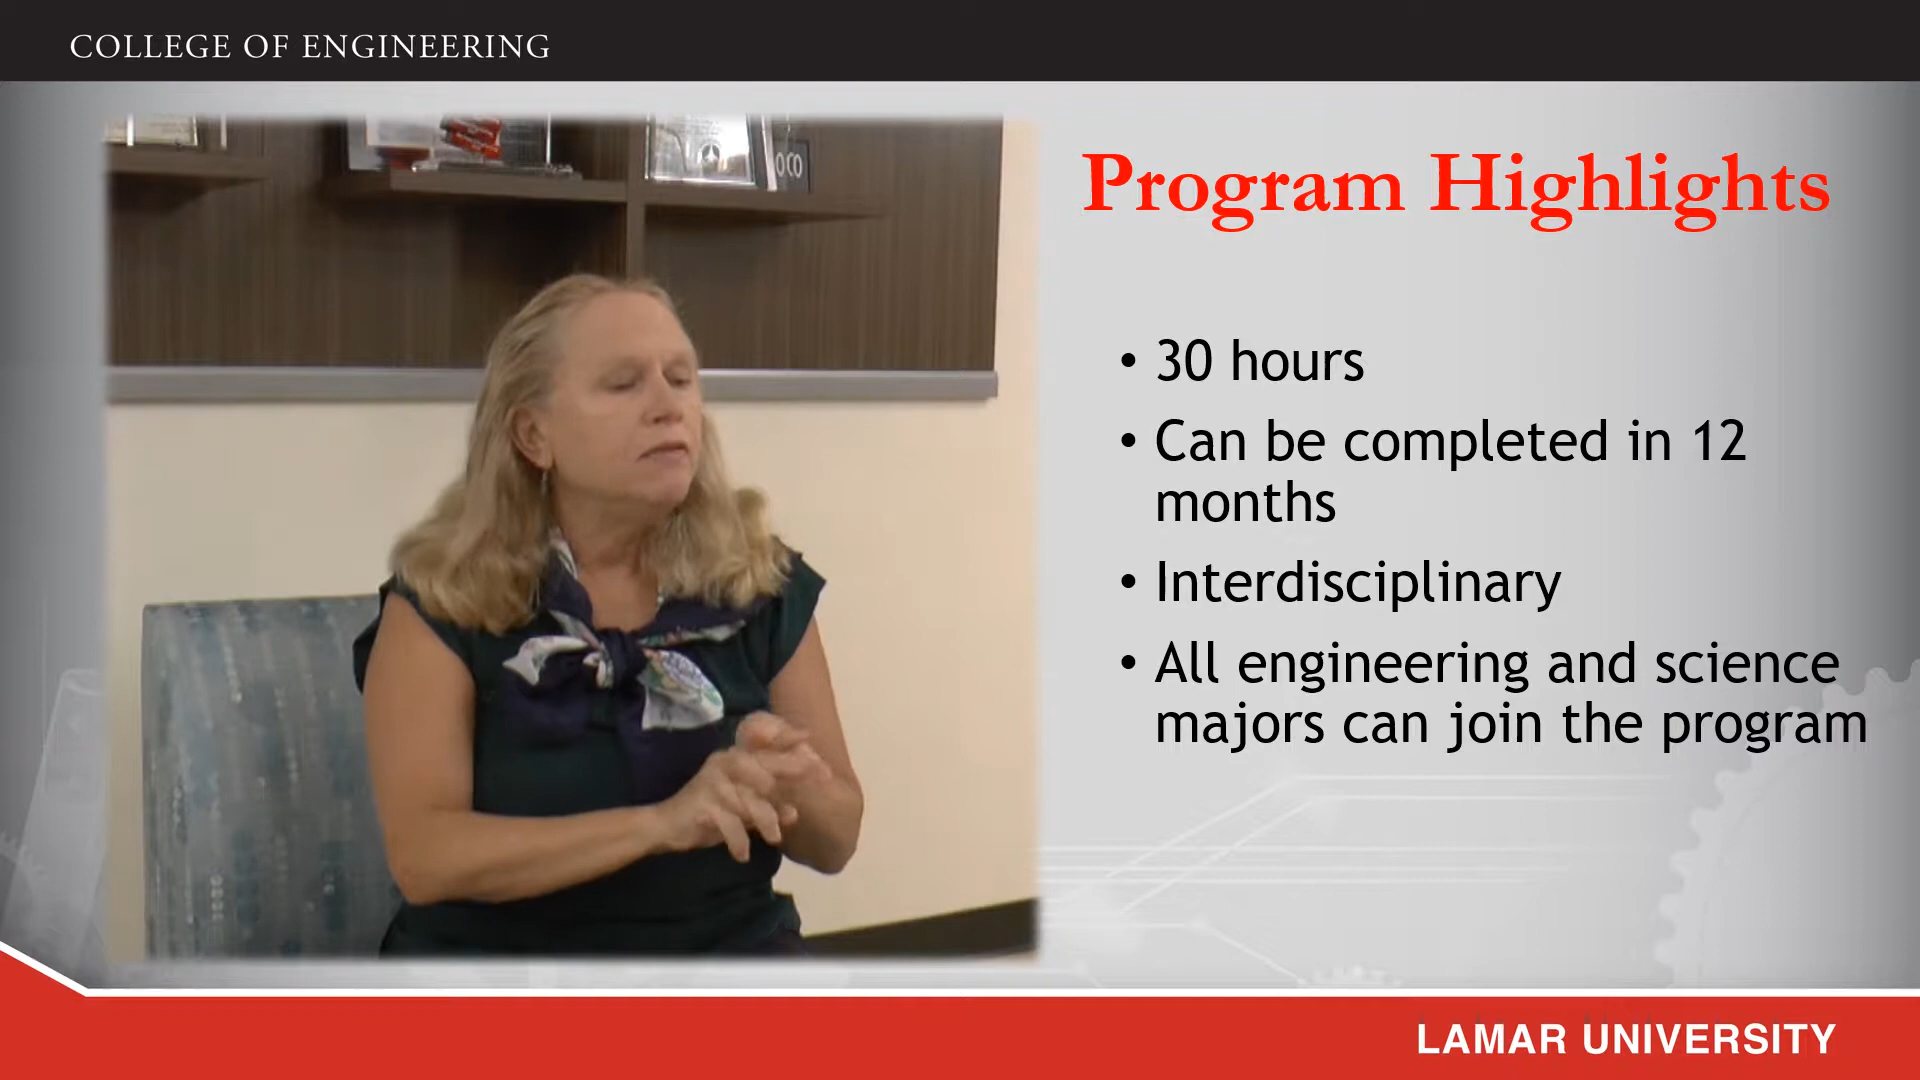 COLLEGE OF ENGINEERING
OCO
Program Highlights
• 30 hours
• Can be completed in 12
months
• Interdisciplinary
• All engineering and science
majors can join the program
LAMAR UNIVERSITY